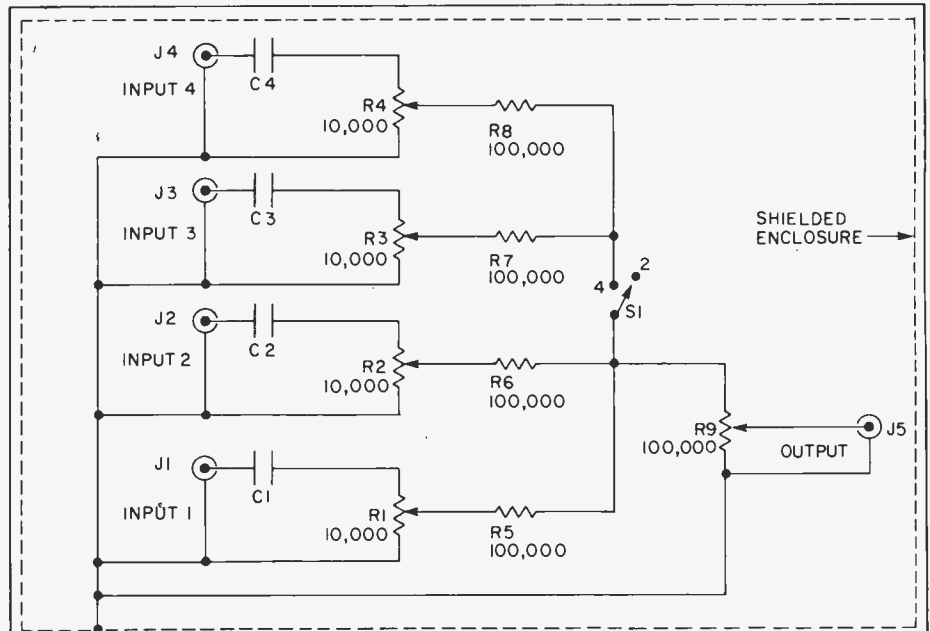 J4
INPUT 4
C4
R4
10,000
R8
100,000
J3
INPUT 3
C3
R3
10,000
R7
100,000
SHIELDED
ENCLOSURE
2
4
S1
J2
INPUT 2
C2
R2
10,000
R6
100,000
R9
100,000
J5
OUTPUT
J1
INPUT 1
C1
R1
10,000
R5
100,000